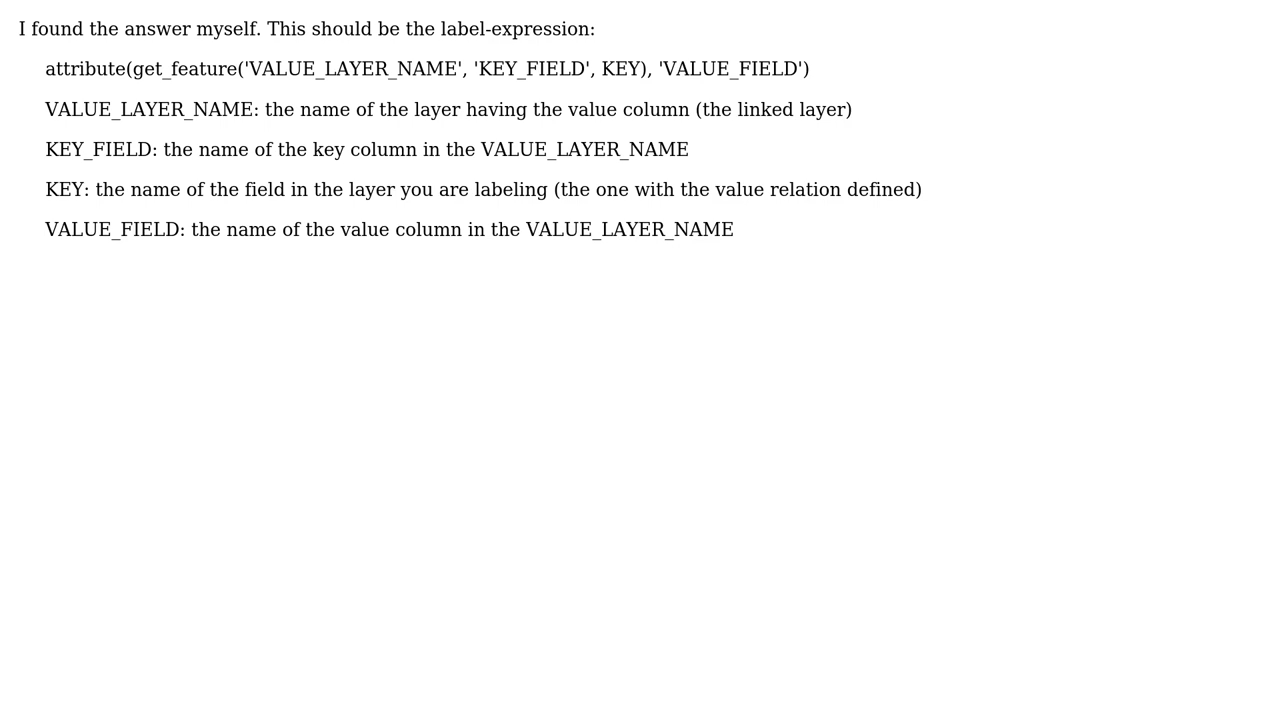 I found the answer myself. This should be the label-expression:
attribute(get_feature('VALUE_LAYER_NAME', 'KEY_FIELD', KEY), 'VALUE_FIELD')
VALUE_LAYER_NAME: the name of the layer having the value column (the linked layer)
KEY_FIELD: the name of the key column in the VALUE_LAYER_NAME
KEY: the name of the field in the layer you are labeling (the one with the value relation defined)
VALUE_FIELD: the name of the value column in the VALUE_LAYER_NAME